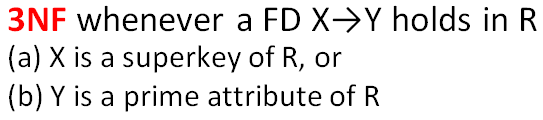 3NF whenever a FD X→Y holds in R
(a) X is a superkey of R, or
(b) Y is a prime attribute of R